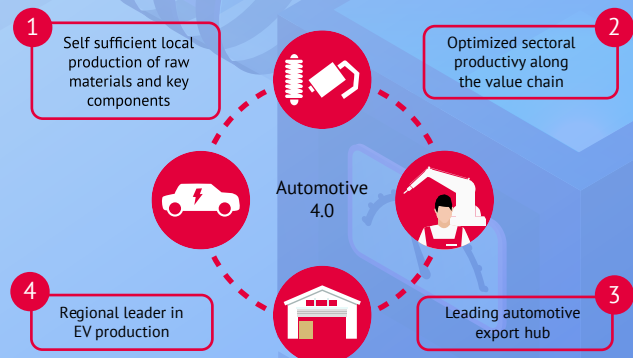 1
Self sufficient local
production of raw
materials and key
components
2
Optimized sectoral
productivy along
the value chain
Automotive
4.0
4
Regional leader in
EV production
3
Leading automotive
export hub